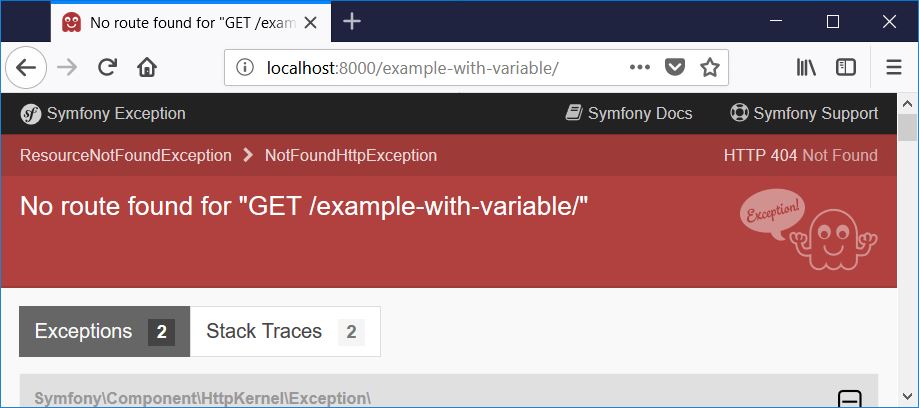 No route found for "GET /exam
localhost:8000/example-with-variable/
sf Symfony Exception
Symfony Docs
Symfony Support
ResourceNotFoundException
NotFoundHttpException
HTTP 404 Not Found
No route found for "GET /example-with-variable/"
Exception!
Exceptions 2
Stack Traces 2
Symfony\Component\HttpKernel\Exception\